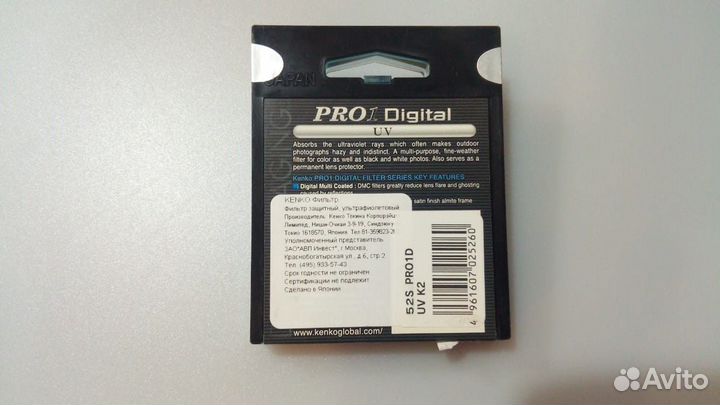 JAPAN
PRO1 Digital
UV
Absorbs the ultraviolet rays which often makes outdoor
photographs hazy and indistinct. A multi-purpose, fine-weather
filter for color as well as black and white photos. Also serves as a
permanent lens protector.
Kenko PRO1 DIGITAL FILTER SERIES KEY FEATURES
Digital Multi Coated : DMC filters greatly reduce lens flare and ghosting
caused by reflections
satin finish almite frame
KENKO Фильтр
Фильтр защитный, ультрафиолетовый
Производитель: Кенко Токина Корпорэйш
Лимитед, Ниши-Очиаи 3-9-19, Синдзюку
Токио 1618570, Япония. Тел 81-359823-2
Уполномоченный представитель
ЗАО"АВП Инвест", г.Москва,
Краснобогатырская ул., д 6, стр 2
Тел. (495) 933-57-43
Срок годности не ограничен
Сертификации не подлежит
Сделано в Японии
52S PRO1D
UV K2
4 961607 025260
www.kenkoglobal.com/
Avito